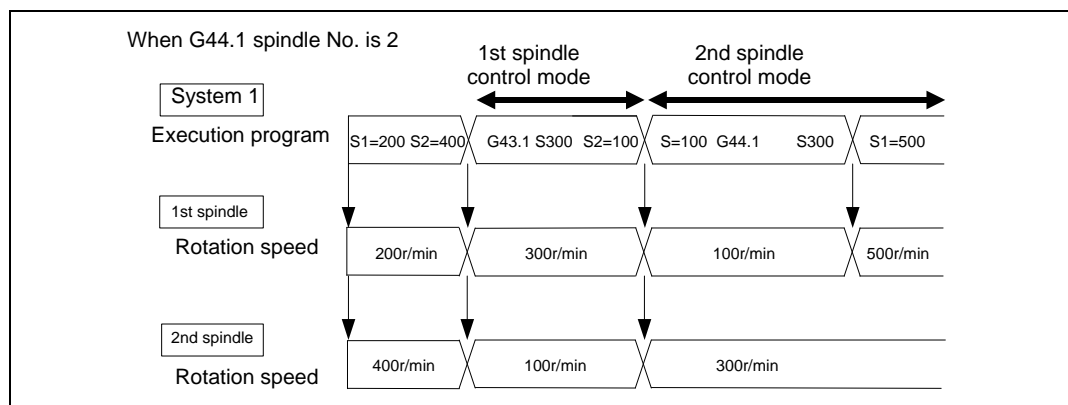 When G44.1 spindle No. is 2
1st spindle
control mode
2nd spindle
control mode
System 1
Execution program
S1=200 S2=400
G43.1 S300 S2=100
S=100 G44.1 S300
S1=500
1st spindle
Rotation speed
200r/min
300r/min
100r/min
500r/min
2nd spindle
Rotation speed
400r/min
100r/min
300r/min